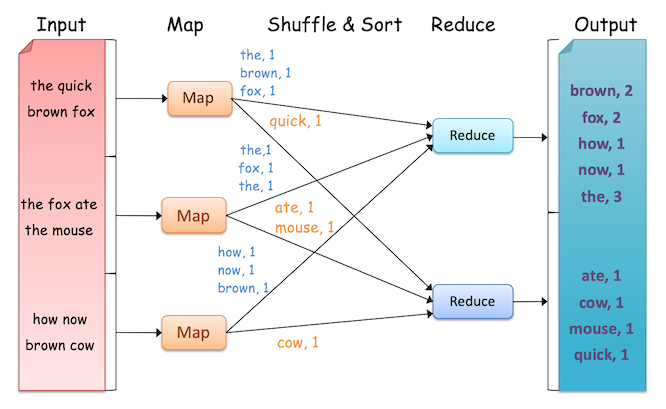 Input
Map
Shuffle & Sort
Reduce
Output
the quick
brown fox
the fox ate
the mouse
how now
brown cow
Map
Map
Map
the, 1
brown, 1
fox, 1
quick, 1
the,1
fox, 1
the, 1
ate, 1
mouse, 1
how, 1
now, 1
brown, 1
cow, 1
Reduce
Reduce
brown, 2
fox, 2
how, 1
now, 1
the, 3
ate, 1
cow, 1
mouse, 1
quick, 1